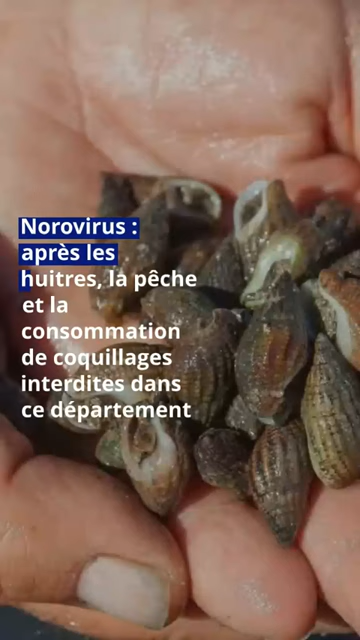 Norovirus :
après les
huitres, la pêche
et la
consommation
de coquillages
interdites dans
ce département